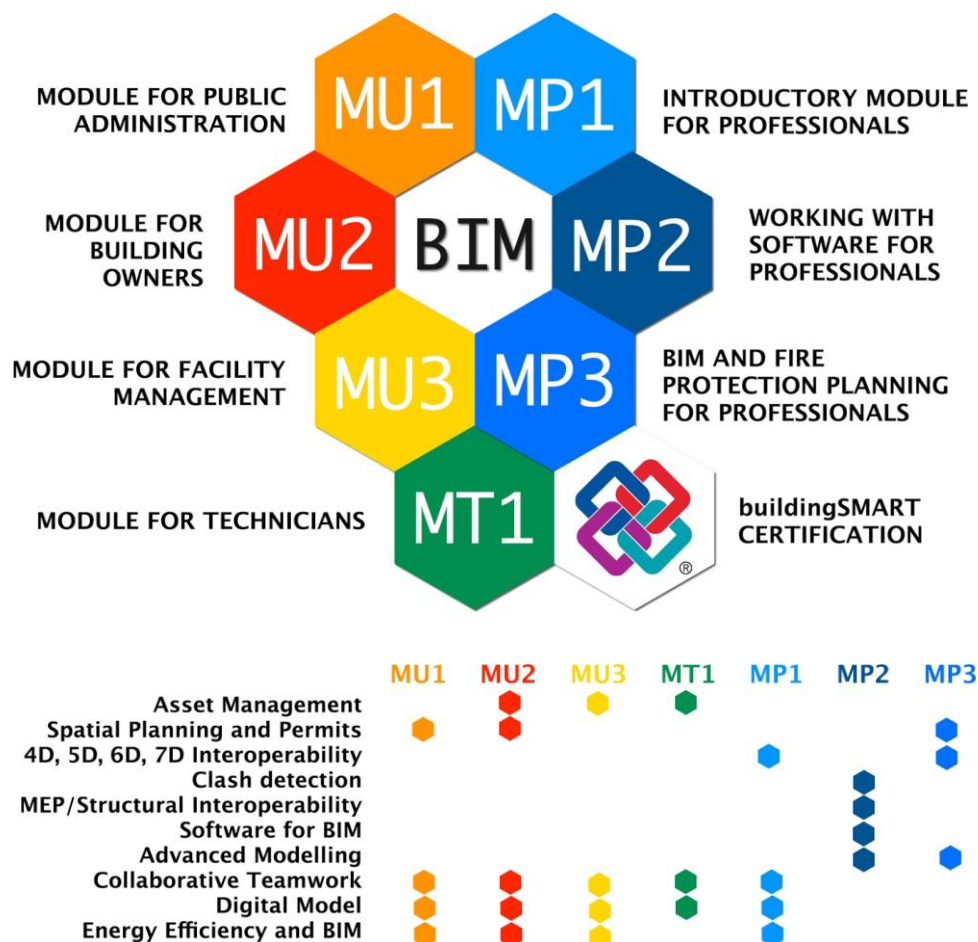 MODULE FOR PUBLIC
ADMINISTRATION
MU1
MP1
INTRODUCTORY MODULE
FOR PROFESSIONALS
MODULE FOR
BUILDING
OWNERS
MU2
BIM
MP2
WORKING WITH
SOFTWARE FOR
PROFESSIONALS
MODULE FOR FACILITY
MANAGEMENT
MU3
MP3
BIM AND FIRE
PROTECTION PLANNING
FOR PROFESSIONALS
MODULE FOR TECHNICIANS
MT1
®
buildingSMART
CERTIFICATION
MU1 MU2 MU3 MT1 MP1 MP2 MP3
Asset Management
Spatial Planning and Permits
4D, 5D, 6D, 7D Interoperability
Clash detection
MEP/Structural Interoperability
Software for BIM
Advanced Modelling
Collaborative Teamwork
Digital Model
Energy Efficiency and BIM